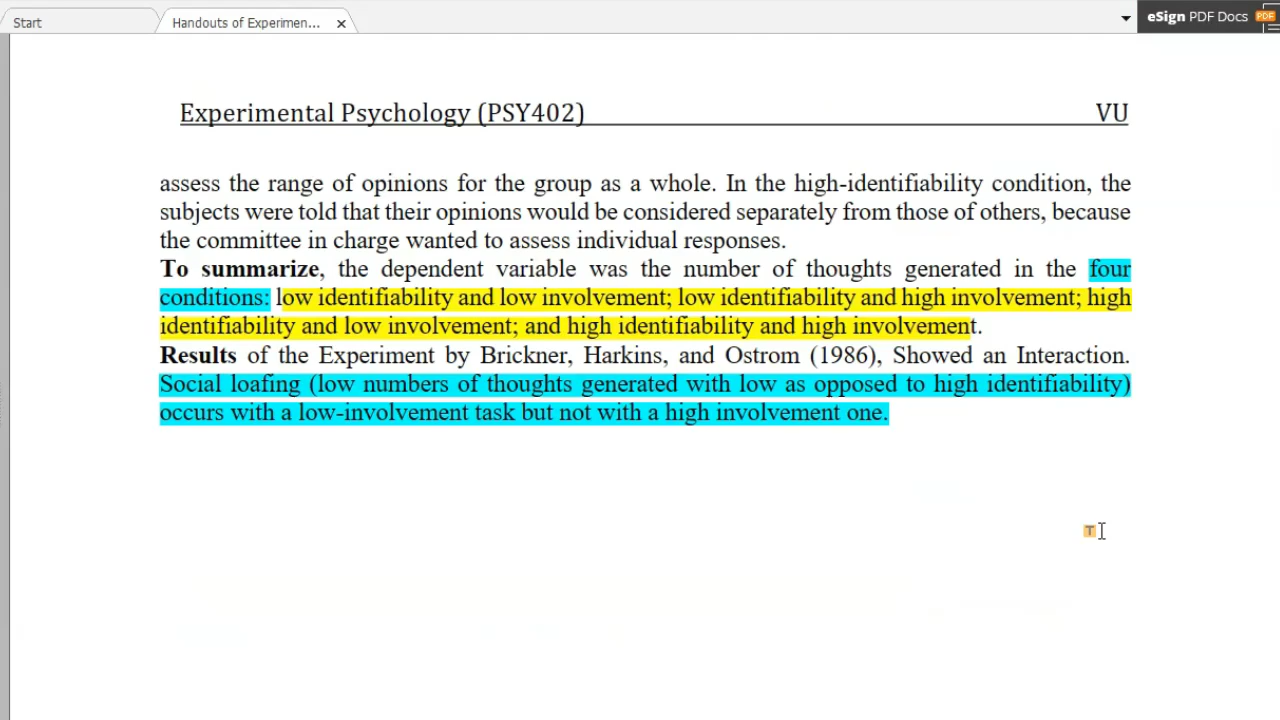 Start
Handouts of Experimen...
eSign PDF Docs
PDF
Experimental Psychology (PSY402) VU
assess the range of opinions for the group as a whole. In the high-identifiability condition, the
subjects were told that their opinions would be considered separately from those of others, because
the committee in charge wanted to assess individual responses.
To summarize, the dependent variable was the number of thoughts generated in the four
conditions: low identifiability and low involvement; low identifiability and high involvement; high
identifiability and low involvement; and high identifiability and high involvement.
Results of the Experiment by Brickner, Harkins, and Ostrom (1986), Showed an Interaction.
Social loafing (low numbers of thoughts generated with low as opposed to high identifiability)
occurs with a low-involvement task but not with a high involvement one.
T